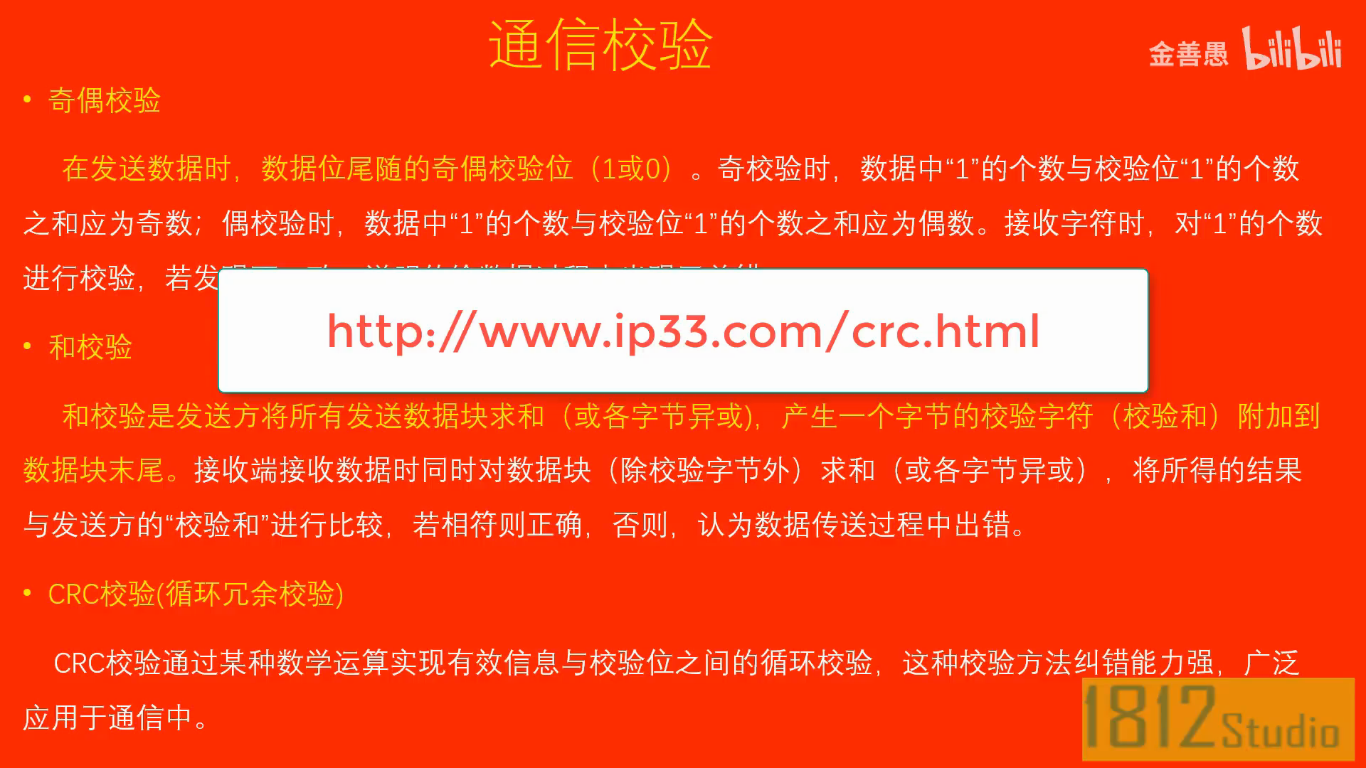 通信校验
金善愚 bilibili
• 奇偶校验
在发送数据时，数据位尾随的奇偶校验位（1或0）。奇校验时，数据中“1”的个数与校验位“1”的个数
之和应为奇数；偶校验时，数据中“1”的个数与校验位“1”的个数之和应为偶数。接收字符时，对“1”的个数
进行校验，若发
http://www.ip33.com/crc.html
• 和校验
和校验是发送方将所有发送数据块求和（或各字节异或)，产生一个字节的校验字符（校验和）附加到
数据块末尾。接收端接收数据时同时对数据块（除校验字节外）求和（或各字节异或），将所得的结果
与发送方的“校验和”进行比较，若相符则正确，否则，认为数据传送过程中出错。
• CRC校验(循环冗余校验)
CRC校验通过某种数学运算实现有效信息与校验位之间的循环校验，这种校验方法纠错能力强，广泛
应用于通信中。
1812Studio